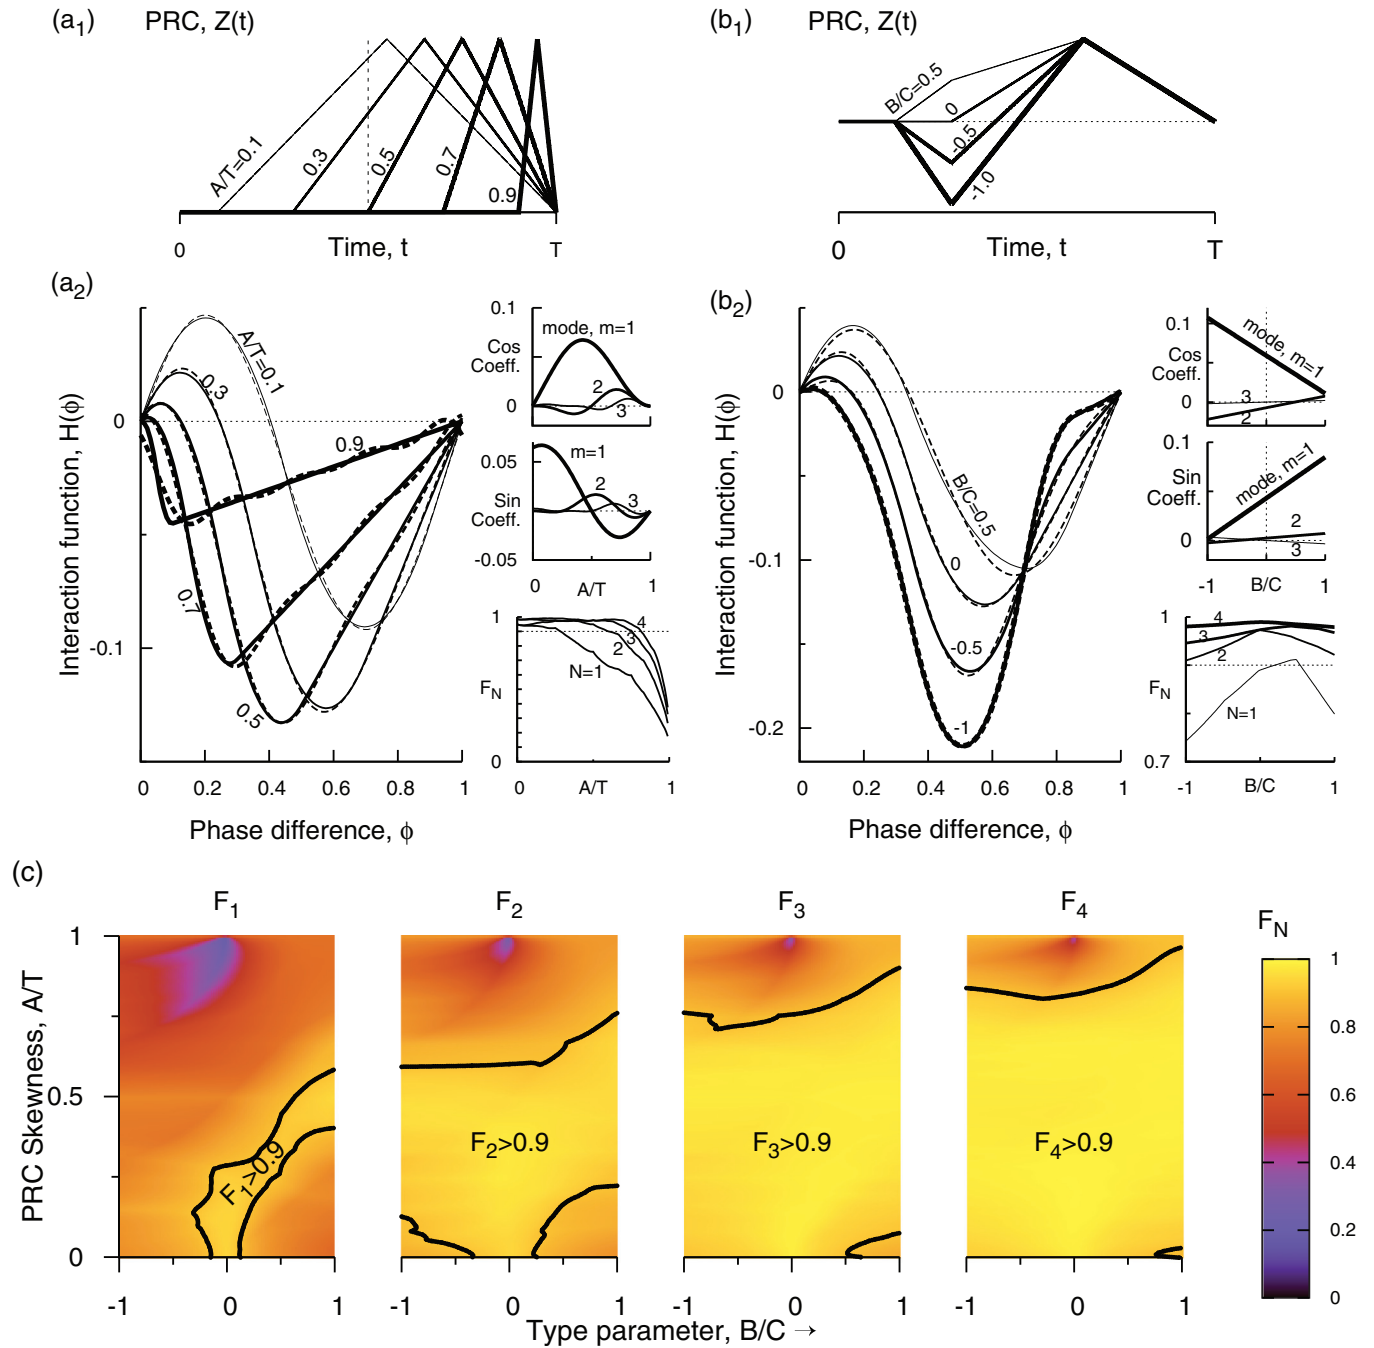 (a1) PRC, Z(t)
A/T=0.1
0.3
0.5
0.7
0.9
0 Time, t T
(b1) PRC, Z(t)
B/C=0.5
0
-0.5
-1.0
0 Time, t T
(a2)
Interaction function, H(ϕ)
0
-0.1
A/T=0.1
0.3
0.9
0.7
0.5
0 0.2 0.4 0.6 0.8 1
Phase difference, ϕ
0.1
Cos
Coeff.
0
mode, m=1
2
3
0.05
Sin
Coeff.
-0.05
m=1
2
3
0 A/T 1
1
FN
0
4
3
2
N=1
0 A/T 1
(b2)
Interaction function, H(ϕ)
0
-0.1
-0.2
B/C=0.5
0
-0.5
-1
0 0.2 0.4 0.6 0.8 1
Phase difference, ϕ
0.1
Cos
Coeff.
0
mode, m=1
3
2
0.1
Sin
Coeff.
0
mode, m=1
2
3
-1 B/C 1
1
FN
0.7
4
3
2
N=1
-1 B/C 1
(c)
F1 F2 F3 F4 FN
PRC Skewness, A/T
1
0.5
0
F1>0.9
F2>0.9
F3>0.9
F4>0.9
1
0.8
0.6
0.4
0.2
0
-1 0 1 -1 0 1 -1 0 1 -1 0 1
Type parameter, B/C →